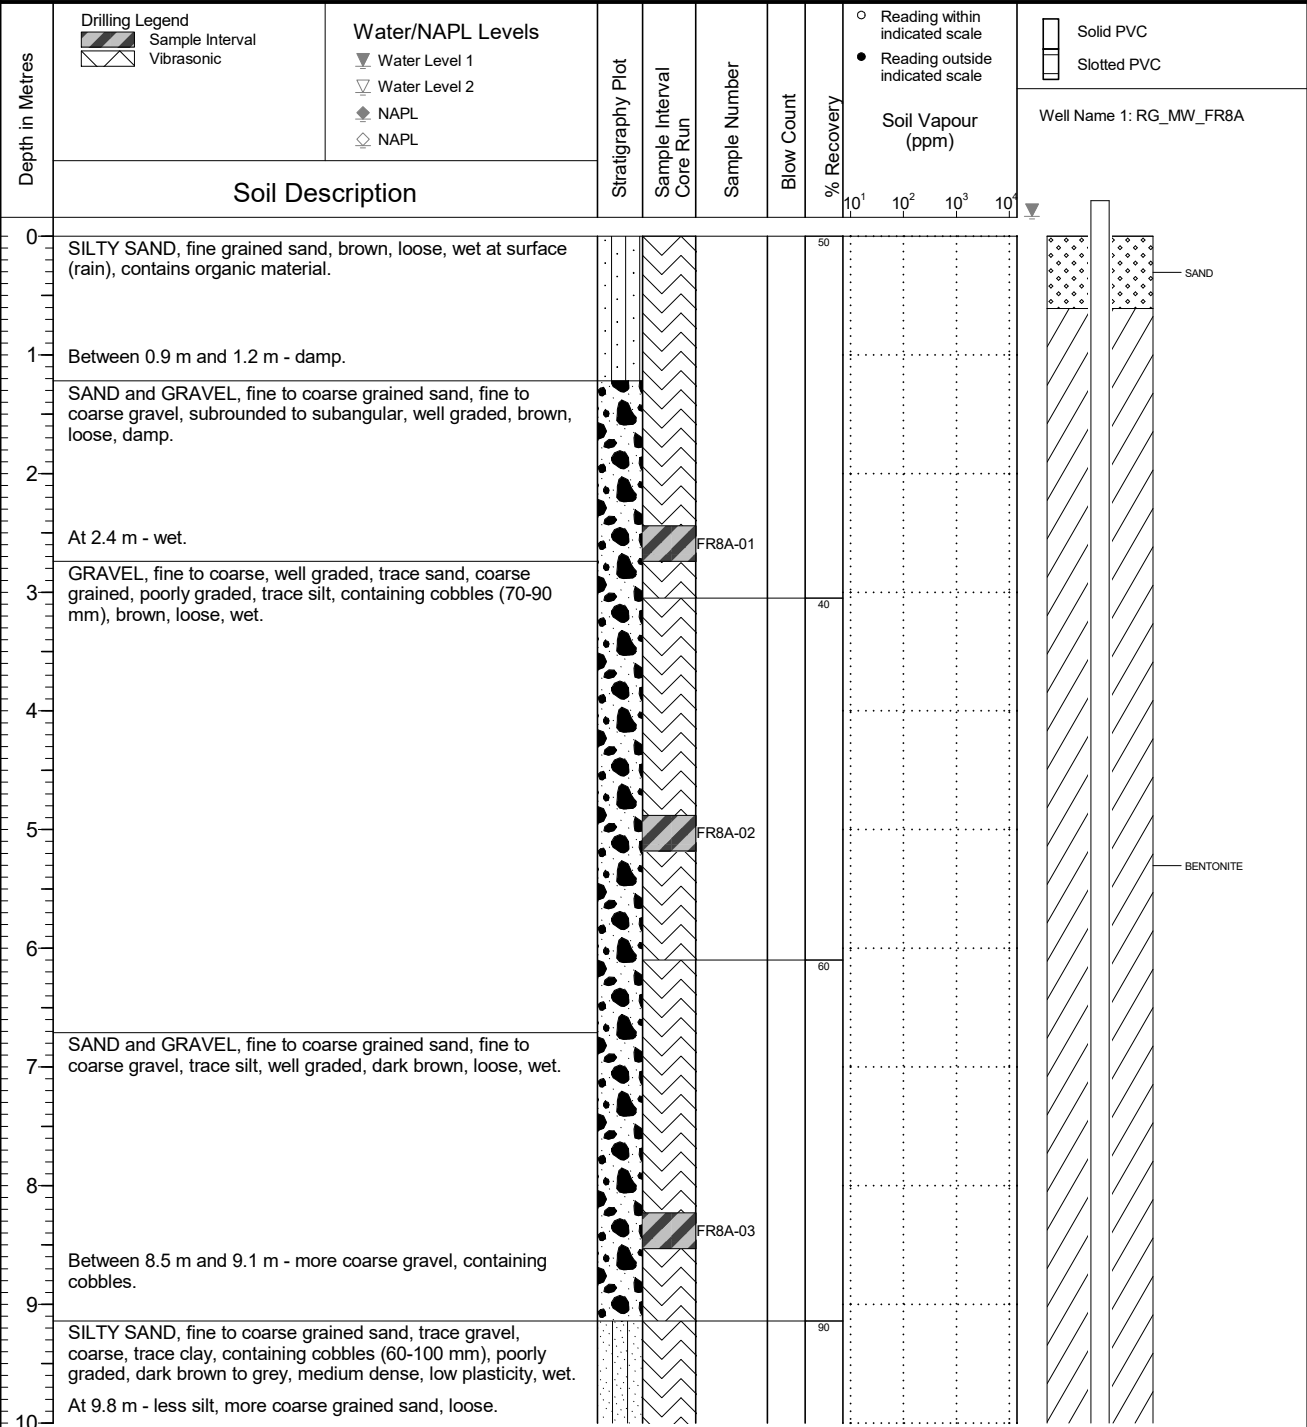 Drilling Legend
Sample Interval
Vibrasonic
Water/NAPL Levels
Water Level 1
Water Level 2
NAPL
NAPL
Depth in Metres
Soil Description
Stratigraphy Plot
Sample Interval
Core Run
Sample Number
Blow Count
% Recovery
Reading within
indicated scale
Reading outside
indicated scale
Soil Vapour
(ppm)
10¹ 10² 10³ 10⁴
Solid PVC
Slotted PVC
Well Name 1: RG_MW_FR8A
0
SILTY SAND, fine grained sand, brown, loose, wet at surface
(rain), contains organic material.
50
SAND
1
Between 0.9 m and 1.2 m - damp.
SAND and GRAVEL, fine to coarse grained sand, fine to
coarse gravel, subrounded to subangular, well graded, brown,
loose, damp.
2
At 2.4 m - wet.
FR8A-01
GRAVEL, fine to coarse, well graded, trace sand, coarse
grained, poorly graded, trace silt, containing cobbles (70-90
mm), brown, loose, wet.
3
40
4
5
FR8A-02
BENTONITE
6
60
SAND and GRAVEL, fine to coarse grained sand, fine to
coarse gravel, trace silt, well graded, dark brown, loose, wet.
7
8
FR8A-03
Between 8.5 m and 9.1 m - more coarse gravel, containing
cobbles.
9
90
SILTY SAND, fine to coarse grained sand, trace gravel,
coarse, trace clay, containing cobbles (60-100 mm), poorly
graded, dark brown to grey, medium dense, low plasticity, wet.
At 9.8 m - less silt, more coarse grained sand, loose.
10